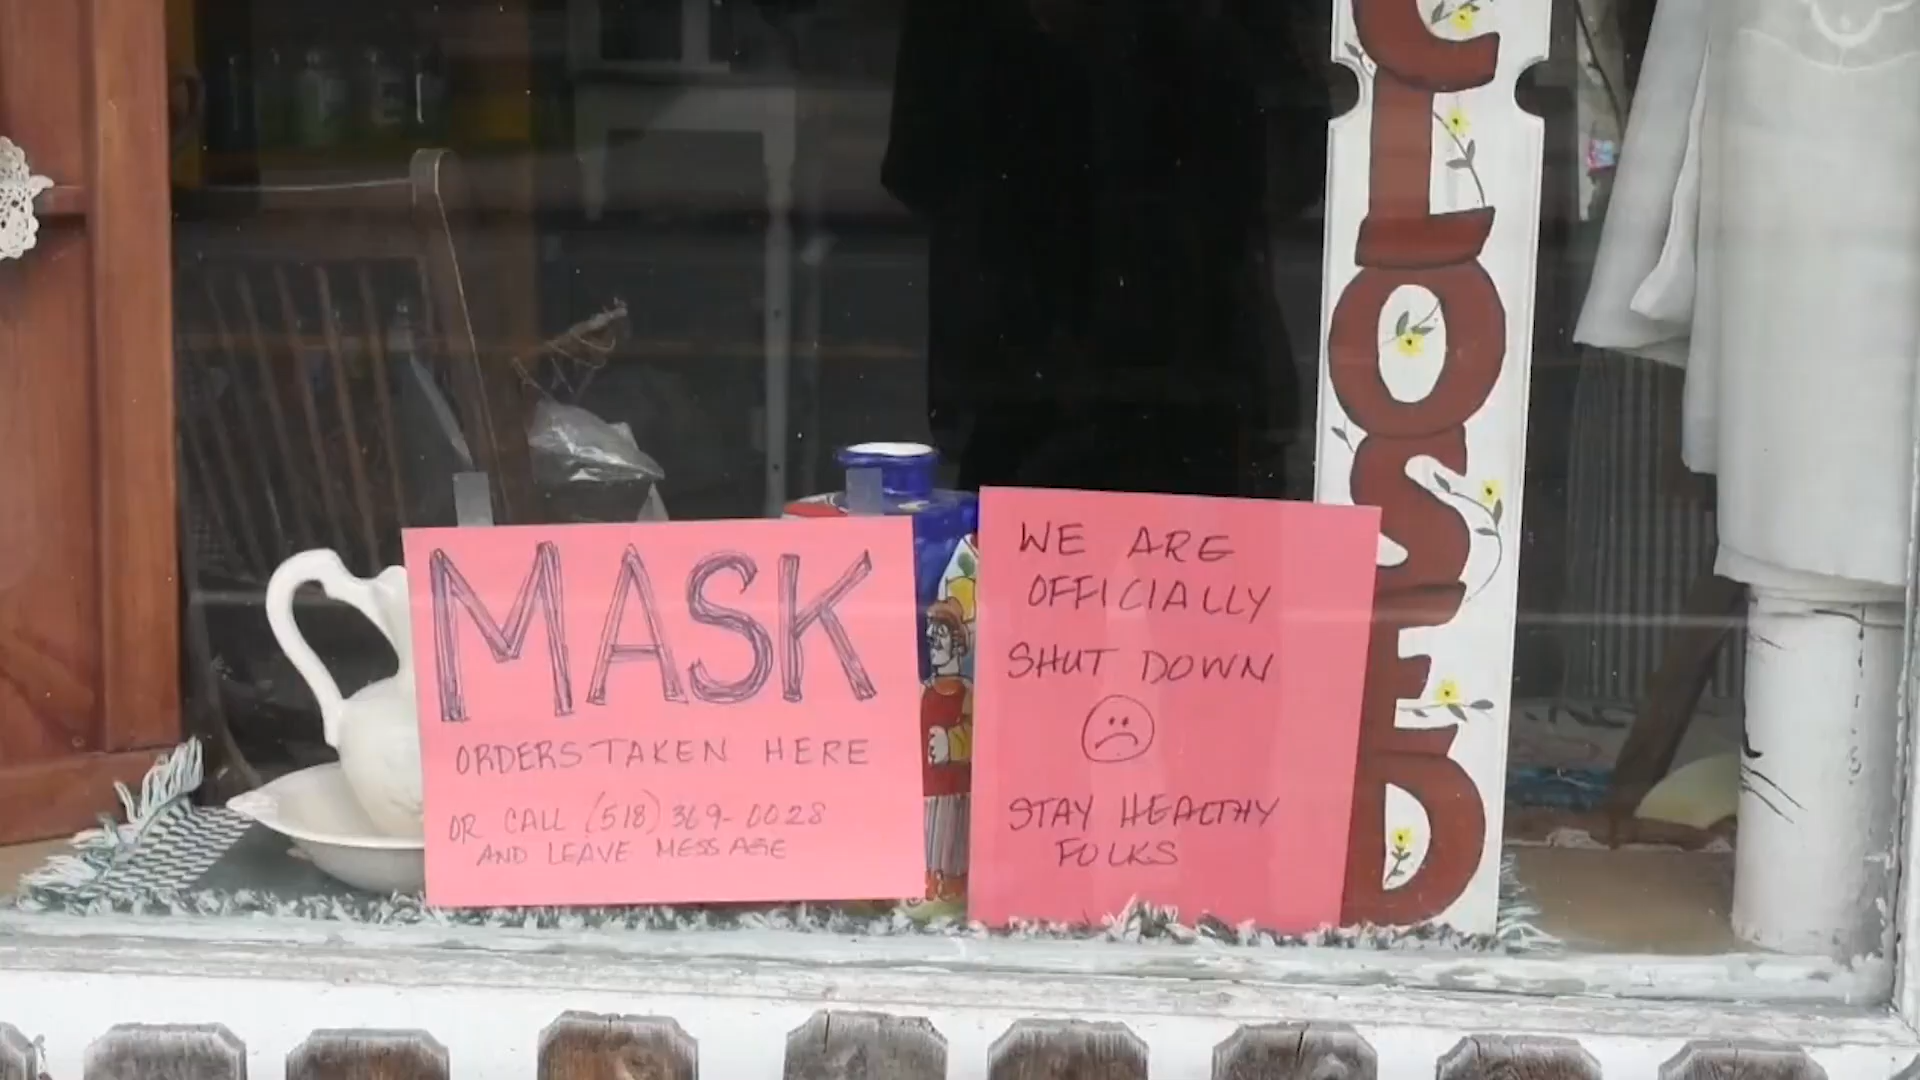 MASK
ORDERS TAKEN HERE
OR CALL (518) 369-0028
AND LEAVE MESSAGE
WE ARE
OFFICIALLY
SHUT DOWN
STAY HEALTHY
FOLKS
CLOSED